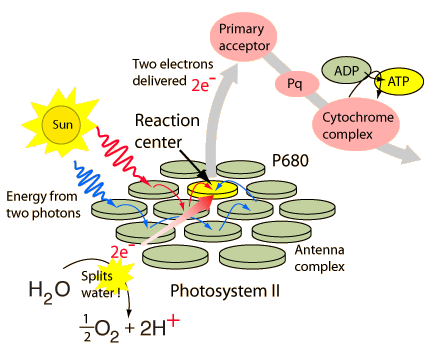 Primary
acceptor
Two electrons
delivered 2e-
Pq
ADP
ATP
Cytochrome
complex
Sun
Reaction
center
P680
Energy from
two photons
2e-
Antenna
complex
Splits
water!
H2O
Photosystem II
1/2O2 + 2H+